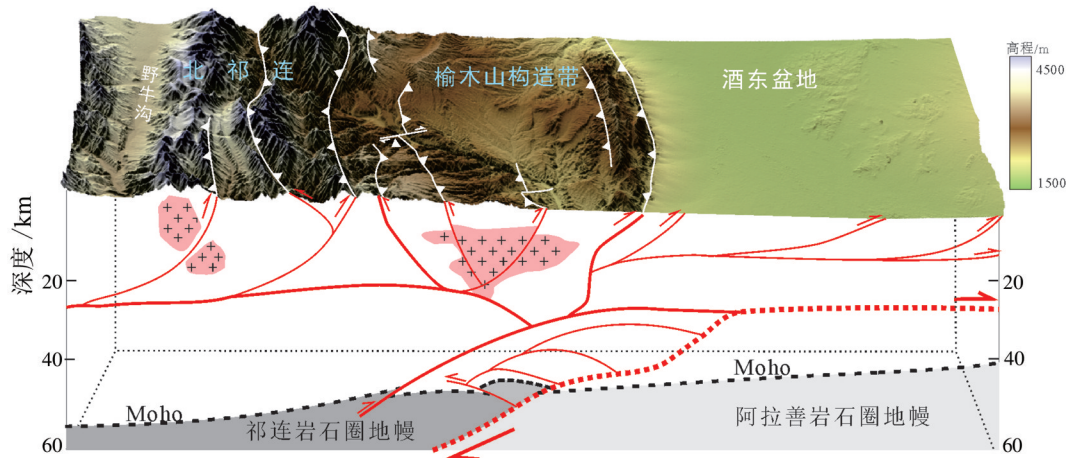 高程/m
4500
1500
野牛沟
北祁连
榆木山构造带
酒东盆地
深度/km
20
40
60
20
40
60
Moho
Moho
祁连岩石圈地幔
阿拉善岩石圈地幔